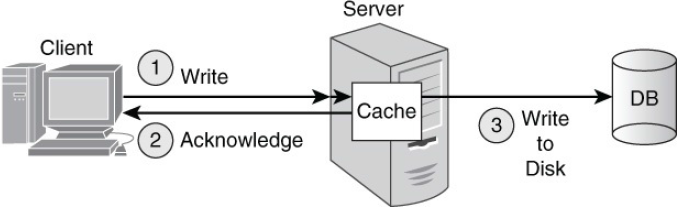 Server
Client
1 Write
Cache
DB
2 Acknowledge
3 Write
to
Disk